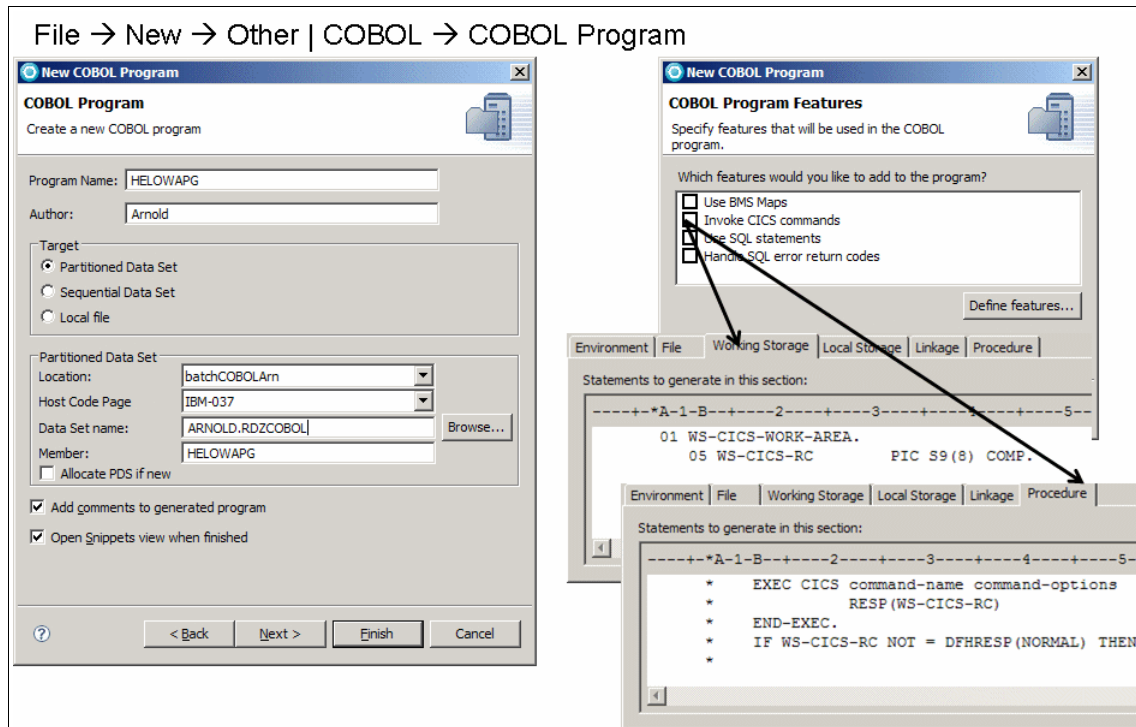 File → New → Other | COBOL → COBOL Program
New COBOL Program
COBOL Program
Create a new COBOL program
Program Name: HELOWAPG
Author: Arnold
Target
Partitioned Data Set
Sequential Data Set
Local file
Partitioned Data Set
Location: batchCOBOLArn
Host Code Page IBM-037
Data Set name: ARNOLD.RDZCOBOL Browse...
Member: HELOWAPG
Allocate PDS if new
Add comments to generated program
Open Snippets view when finished
< Back Next > Finish Cancel
New COBOL Program
COBOL Program Features
Specify features that will be used in the COBOL
program.
Which features would you like to add to the program?
Use BMS Maps
Invoke CICS commands
Use SQL statements
Handle SQL error return codes
Define features...
Environment File Working Storage Local Storage Linkage Procedure
Statements to generate in this section:
----+-*A-1-B--+----2----+----3----+----4----+----5--
01 WS-CICS-WORK-AREA.
05 WS-CICS-RC PIC S9(8) COMP.
Environment File Working Storage Local Storage Linkage Procedure
Statements to generate in this section:
----+-*A-1-B--+----2----+----3----+----4----+----5-
* EXEC CICS command-name command-options
* RESP(WS-CICS-RC)
* END-EXEC.
* IF WS-CICS-RC NOT = DFHRESP(NORMAL) THEN
*